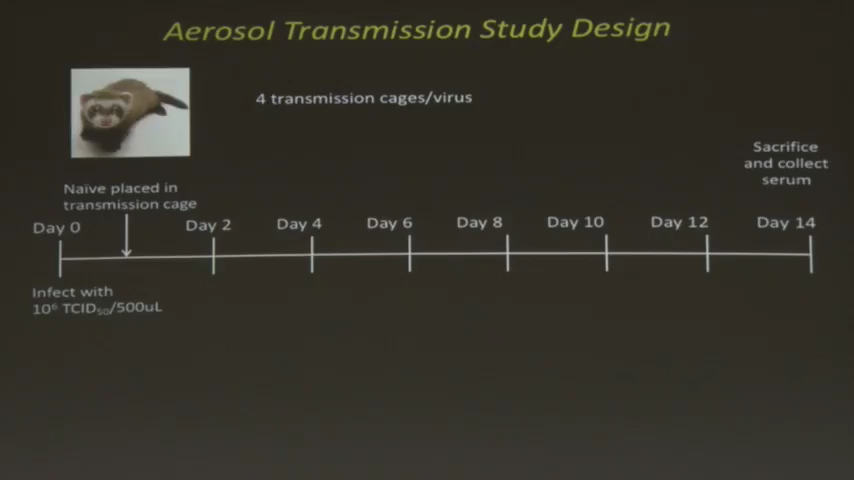 Aerosol Transmission Study Design
4 transmission cages/virus
Sacrifice
and collect
serum
Naïve placed in
transmission cage
Day 0
Day 2
Day 4
Day 6
Day 8
Day 10
Day 12
Day 14
Infect with
10⁶ TCID₅₀/500uL